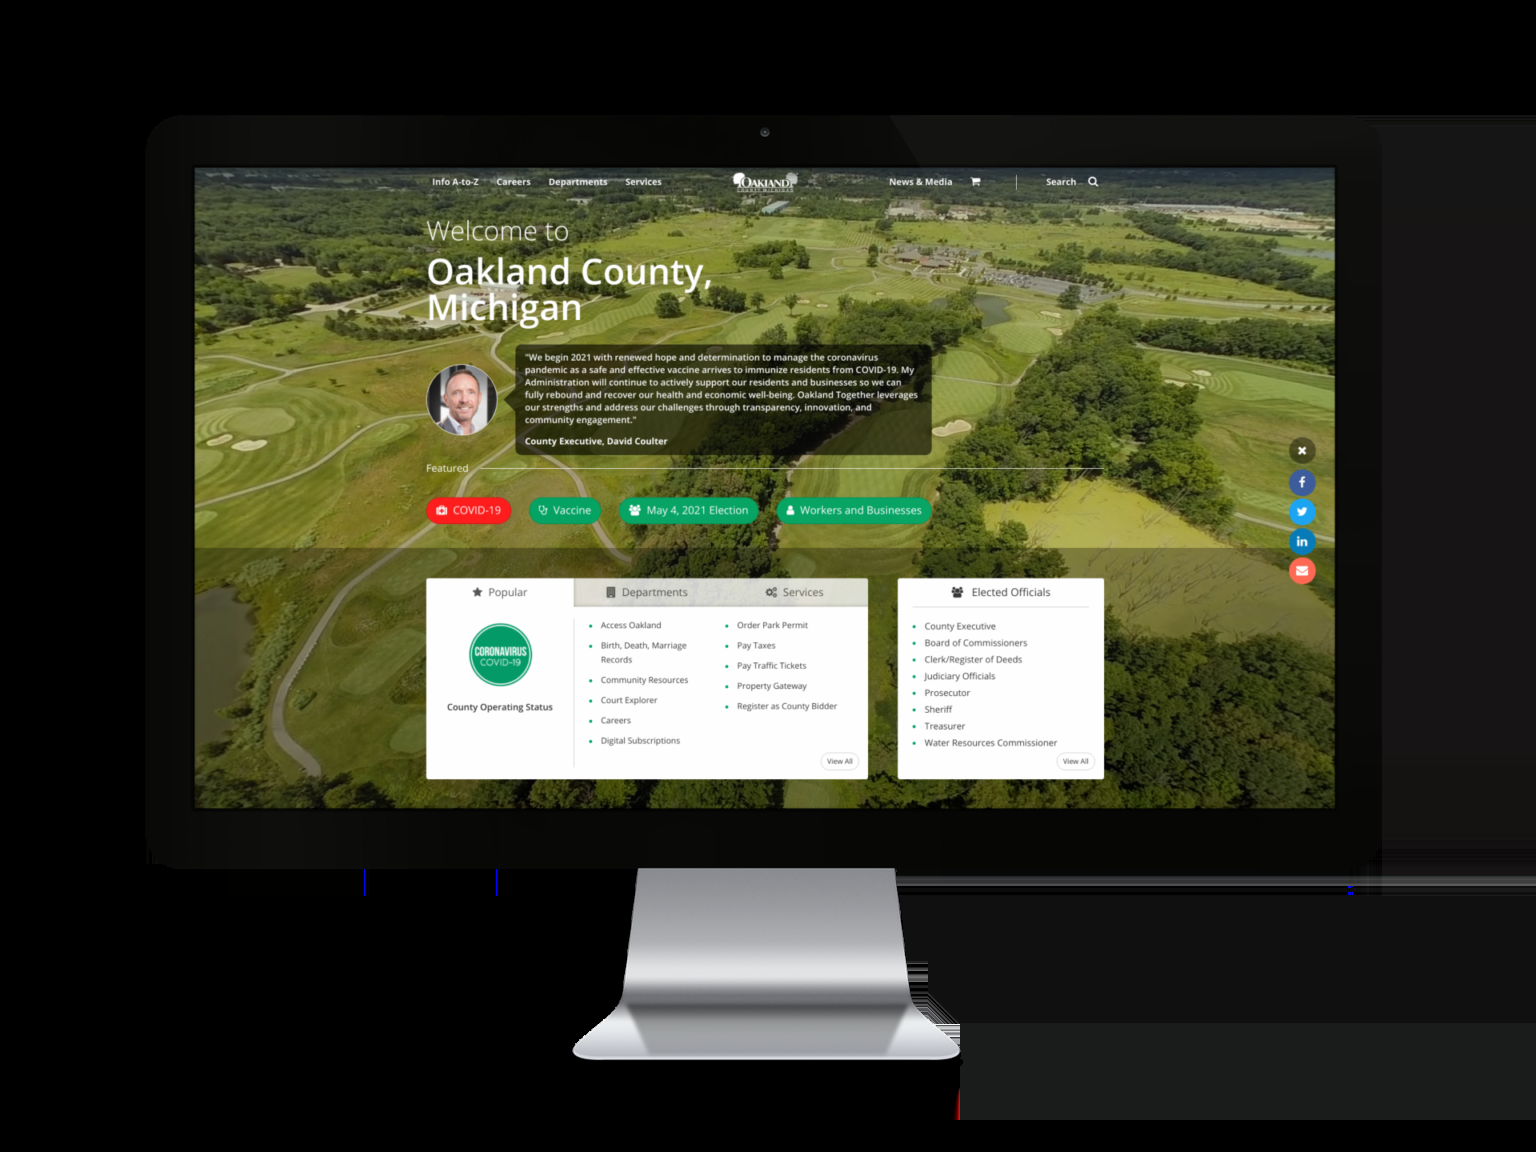 Info A-to-Z Careers Departments Services OAKLAND COUNTY MICHIGAN News & Media Search
Welcome to
Oakland County,
Michigan
"We begin 2021 with renewed hope and determination to manage the coronavirus
pandemic as a safe and effective vaccine arrives to immunize residents from COVID-19. My
Administration will continue to actively support our residents and businesses so we can
fully rebound and recover our health and economic well-being. Oakland Together leverages
our strengths and address our challenges through transparency, innovation, and
community engagement."
County Executive, David Coulter
Featured
COVID-19 Vaccine May 4, 2021 Election Workers and Businesses
Popular Departments Services
CORONAVIRUS
COVID-19
County Operating Status
Access Oakland
Birth, Death, Marriage
Records
Community Resources
Court Explorer
Careers
Digital Subscriptions
Order Park Permit
Pay Taxes
Pay Traffic Tickets
Property Gateway
Register as County Bidder
View All
Elected Officials
County Executive
Board of Commissioners
Clerk/Register of Deeds
Judiciary Officials
Prosecutor
Sheriff
Treasurer
Water Resources Commissioner
View All